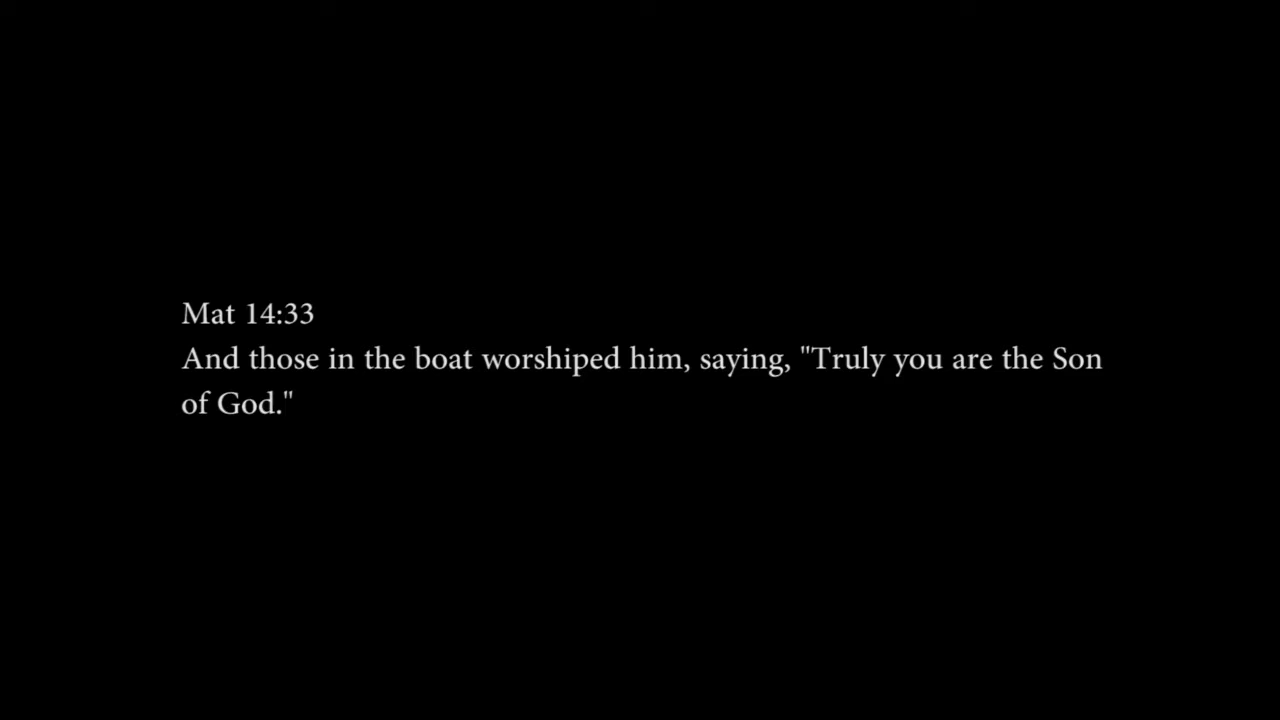 Mat 14:33
And those in the boat worshiped him, saying, "Truly you are the Son
of God."